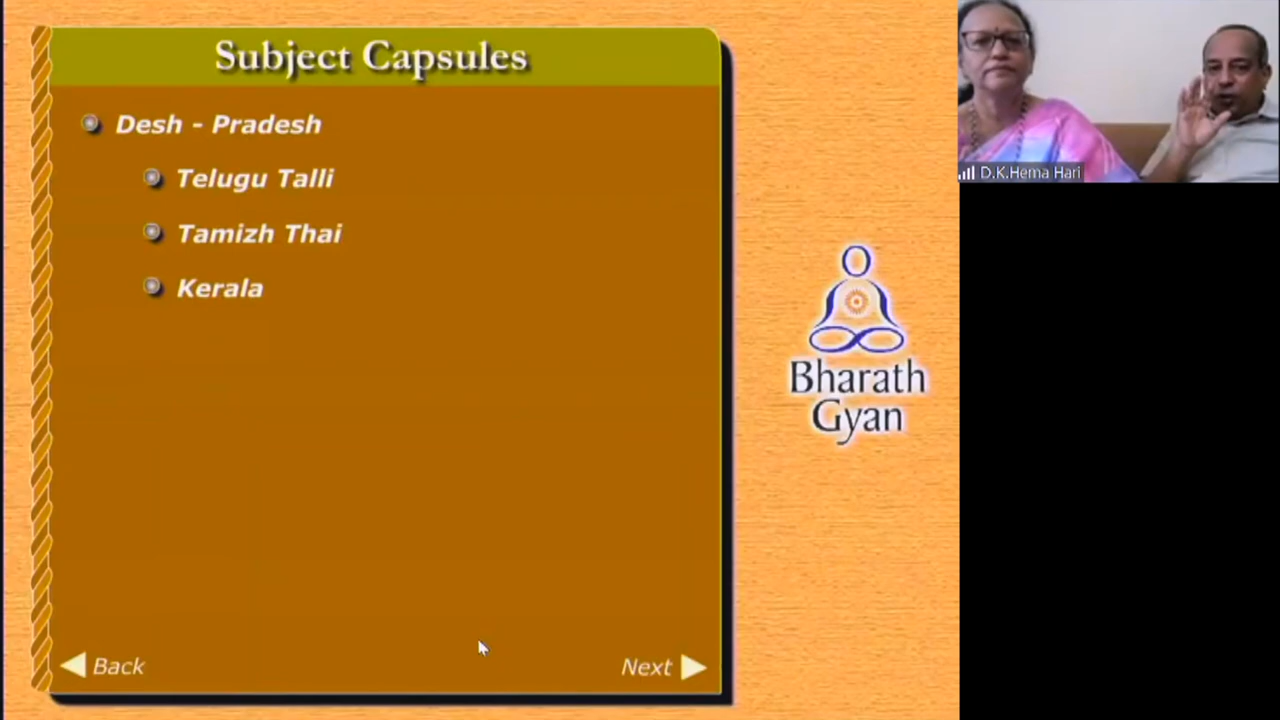 Subject Capsules
Desh - Pradesh
Telugu Talli
Tamizh Thai
Kerala
Back
Next
Bharath
Gyan
D.K.Hema Hari